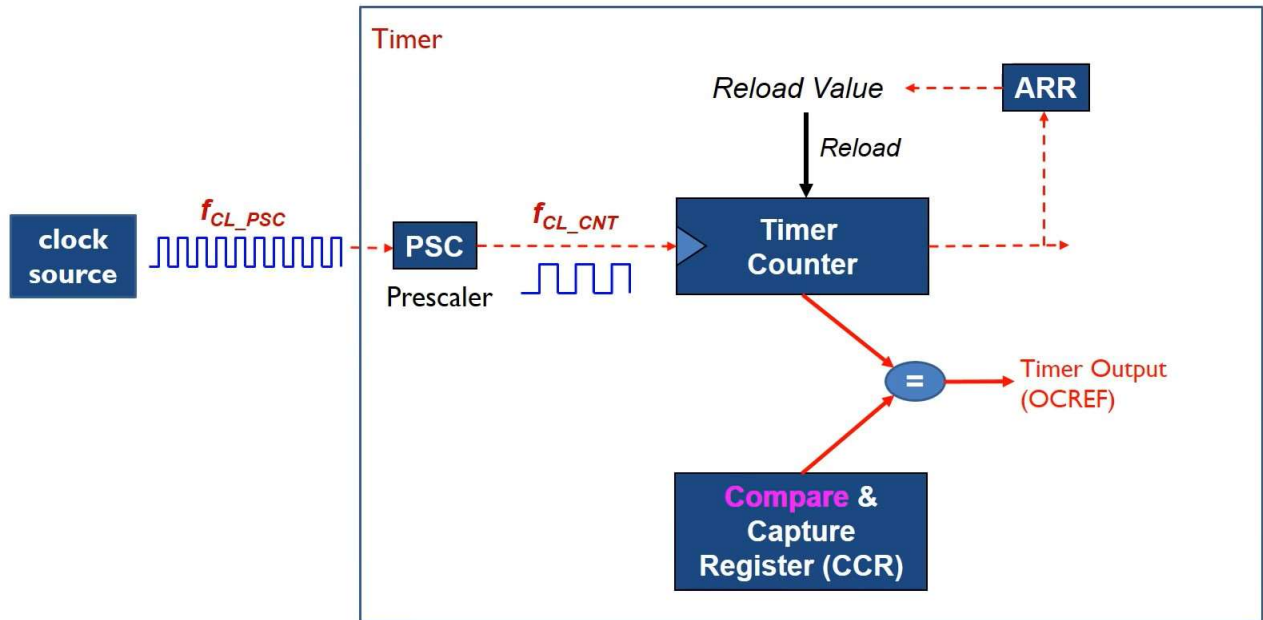 Timer
Reload Value
ARR
Reload
f_CL_PSC
f_CL_CNT
clock
source
PSC
Prescaler
Timer
Counter
=
Timer Output
(OCREF)
Compare &
Capture
Register (CCR)